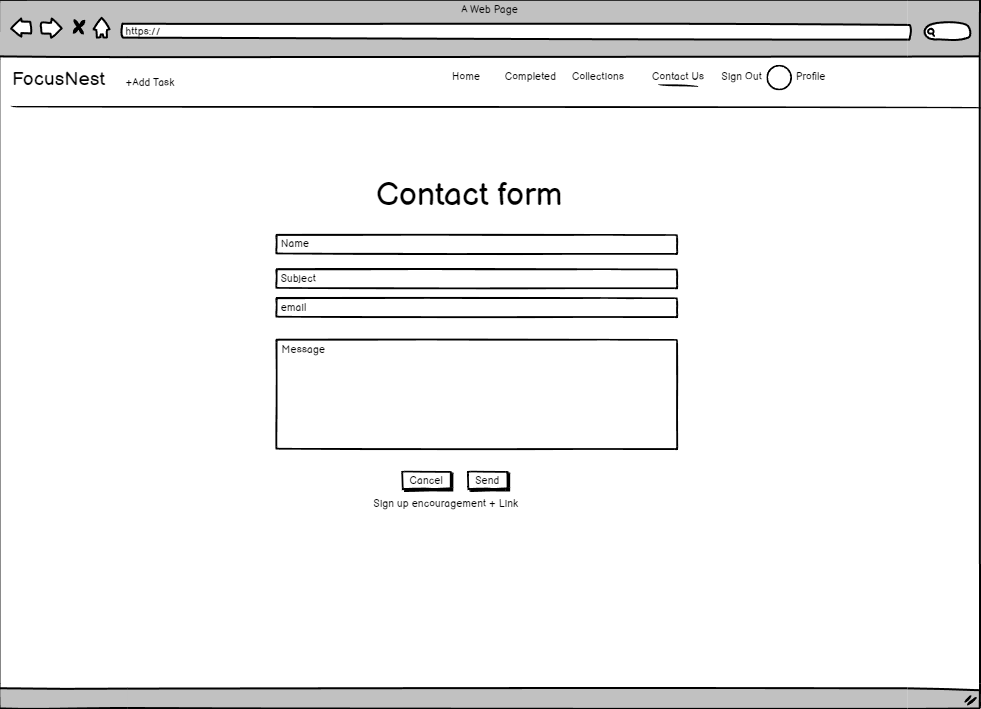 A Web Page
https://
FocusNest +Add Task Home Completed Collections Contact Us Sign Out Profile
Contact form
Name
Subject
email
Message
Cancel Send
Sign up encouragement + Link